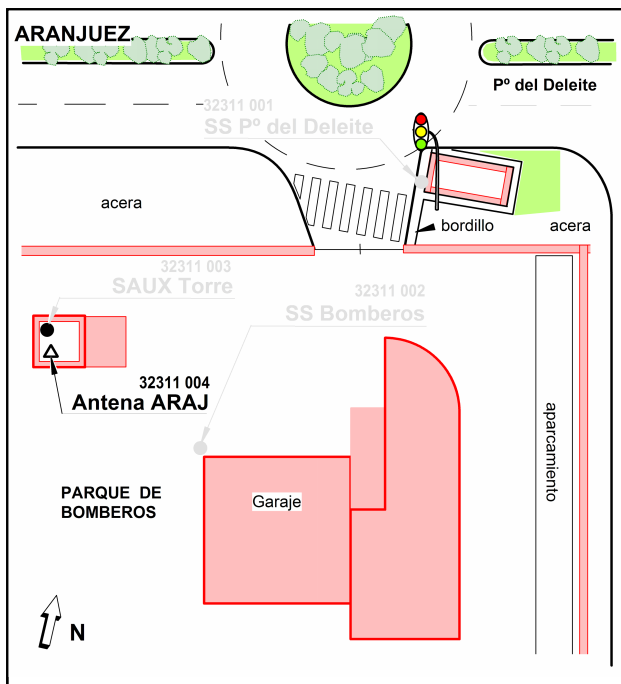 ARANJUEZ
Pº del Deleite
32311 001
SS Pº del Deleite
acera
bordillo
acera
32311 003
SAUX Torre
32311 002
SS Bomberos
32311 004
Antena ARAJ
aparcamiento
PARQUE DE
BOMBEROS
Garaje
N